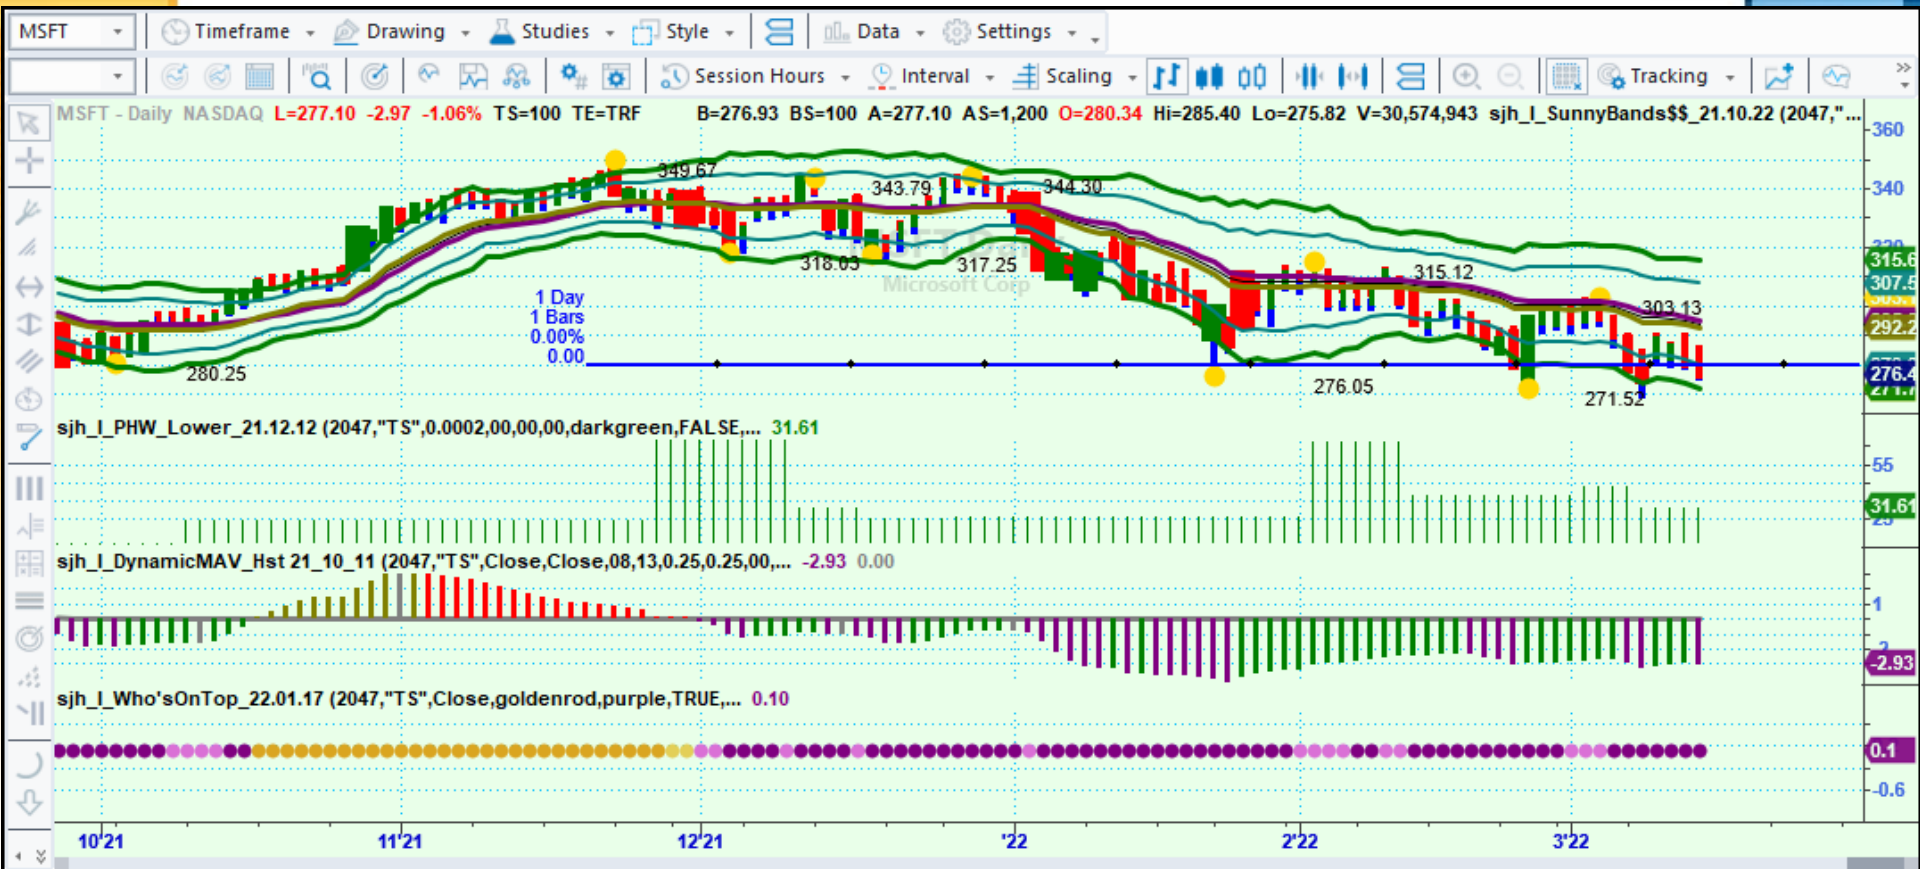 MSFT Timeframe Drawing Studies Style Data Settings
Session Hours Interval Scaling Tracking
MSFT - Daily NASDAQ L=277.10 -2.97 -1.06% TS=100 TE=TRF B=276.93 BS=100 A=277.10 AS=1,200 O=280.34 Hi=285.40 Lo=275.82 V=30,574,943 sjh_I_SunnyBands$$_21.10.22 (2047,"...
360
349.67
343.79
344.30
340
318.03
317.25
Microsoft Corp
315.12
315.6
307.5
1 Day
1 Bars
0.00%
0.00
303.13
292.2
280.25
276.05
271.52
276.4
271.7
sjh_I_PHW_Lower_21.12.12 (2047,"TS",0.0002,00,00,00,darkgreen,FALSE,... 31.61
55
31.61
25
sjh_I_DynamicMAV_Hst 21_10_11 (2047,"TS",Close,Close,08,13,0.25,0.25,00,... -2.93 0.00
1
-2.93
sjh_I_Who'sOnTop_22.01.17 (2047,"TS",Close,goldenrod,purple,TRUE,... 0.10
0.1
-0.6
10'21 11'21 12'21 '22 2'22 3'22